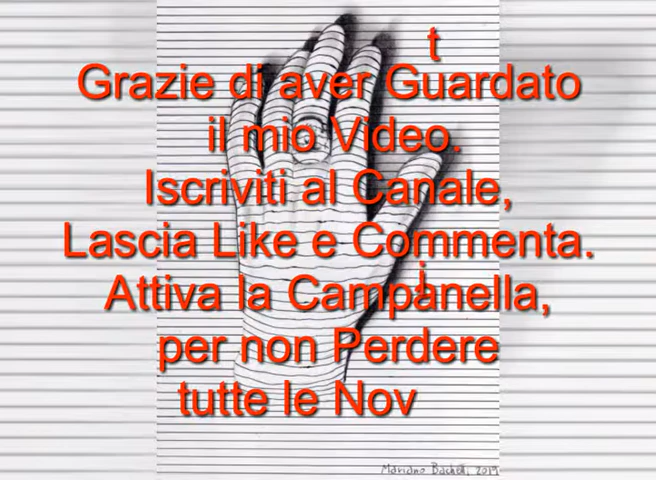 t
Grazie di aver Guardato
il mio Video.
Iscriviti al Canale,
Lascia Like e Commenta.
i
Attiva la Campanella,
per non Perdere
tutte le Nov
Mariano 2019